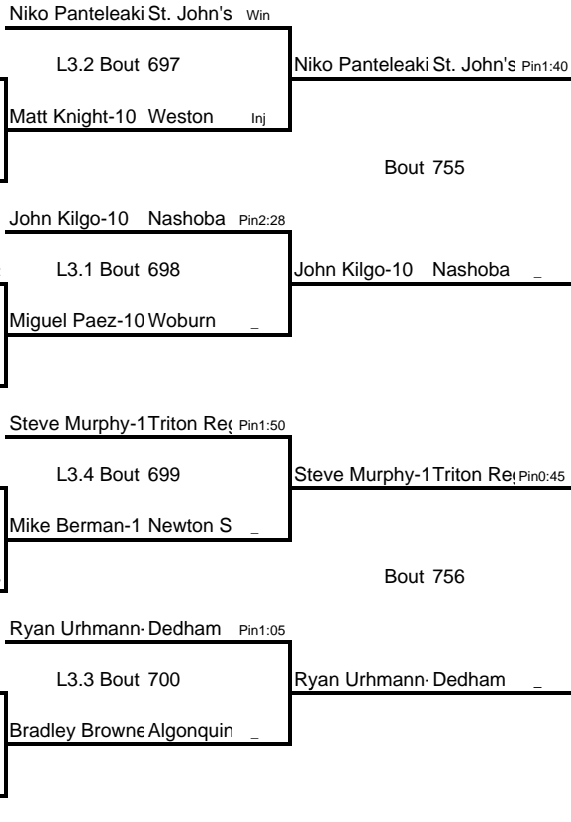 Niko Panteleaki St. John's Win
L3.2 Bout 697
Niko Panteleaki St. John's Pin1:40
Matt Knight-10 Weston Inj
Bout 755
John Kilgo-10 Nashoba Pin2:28
L3.1 Bout 698
John Kilgo-10 Nashoba _
Miguel Paez-10 Woburn _
Steve Murphy-1 Triton Reg Pin1:50
L3.4 Bout 699
Steve Murphy-1 Triton Reg Pin0:45
Mike Berman-1 Newton S _
Bout 756
Ryan Urhmann- Dedham Pin1:05
L3.3 Bout 700
Ryan Urhmann- Dedham _
Bradley Browne Algonquin _